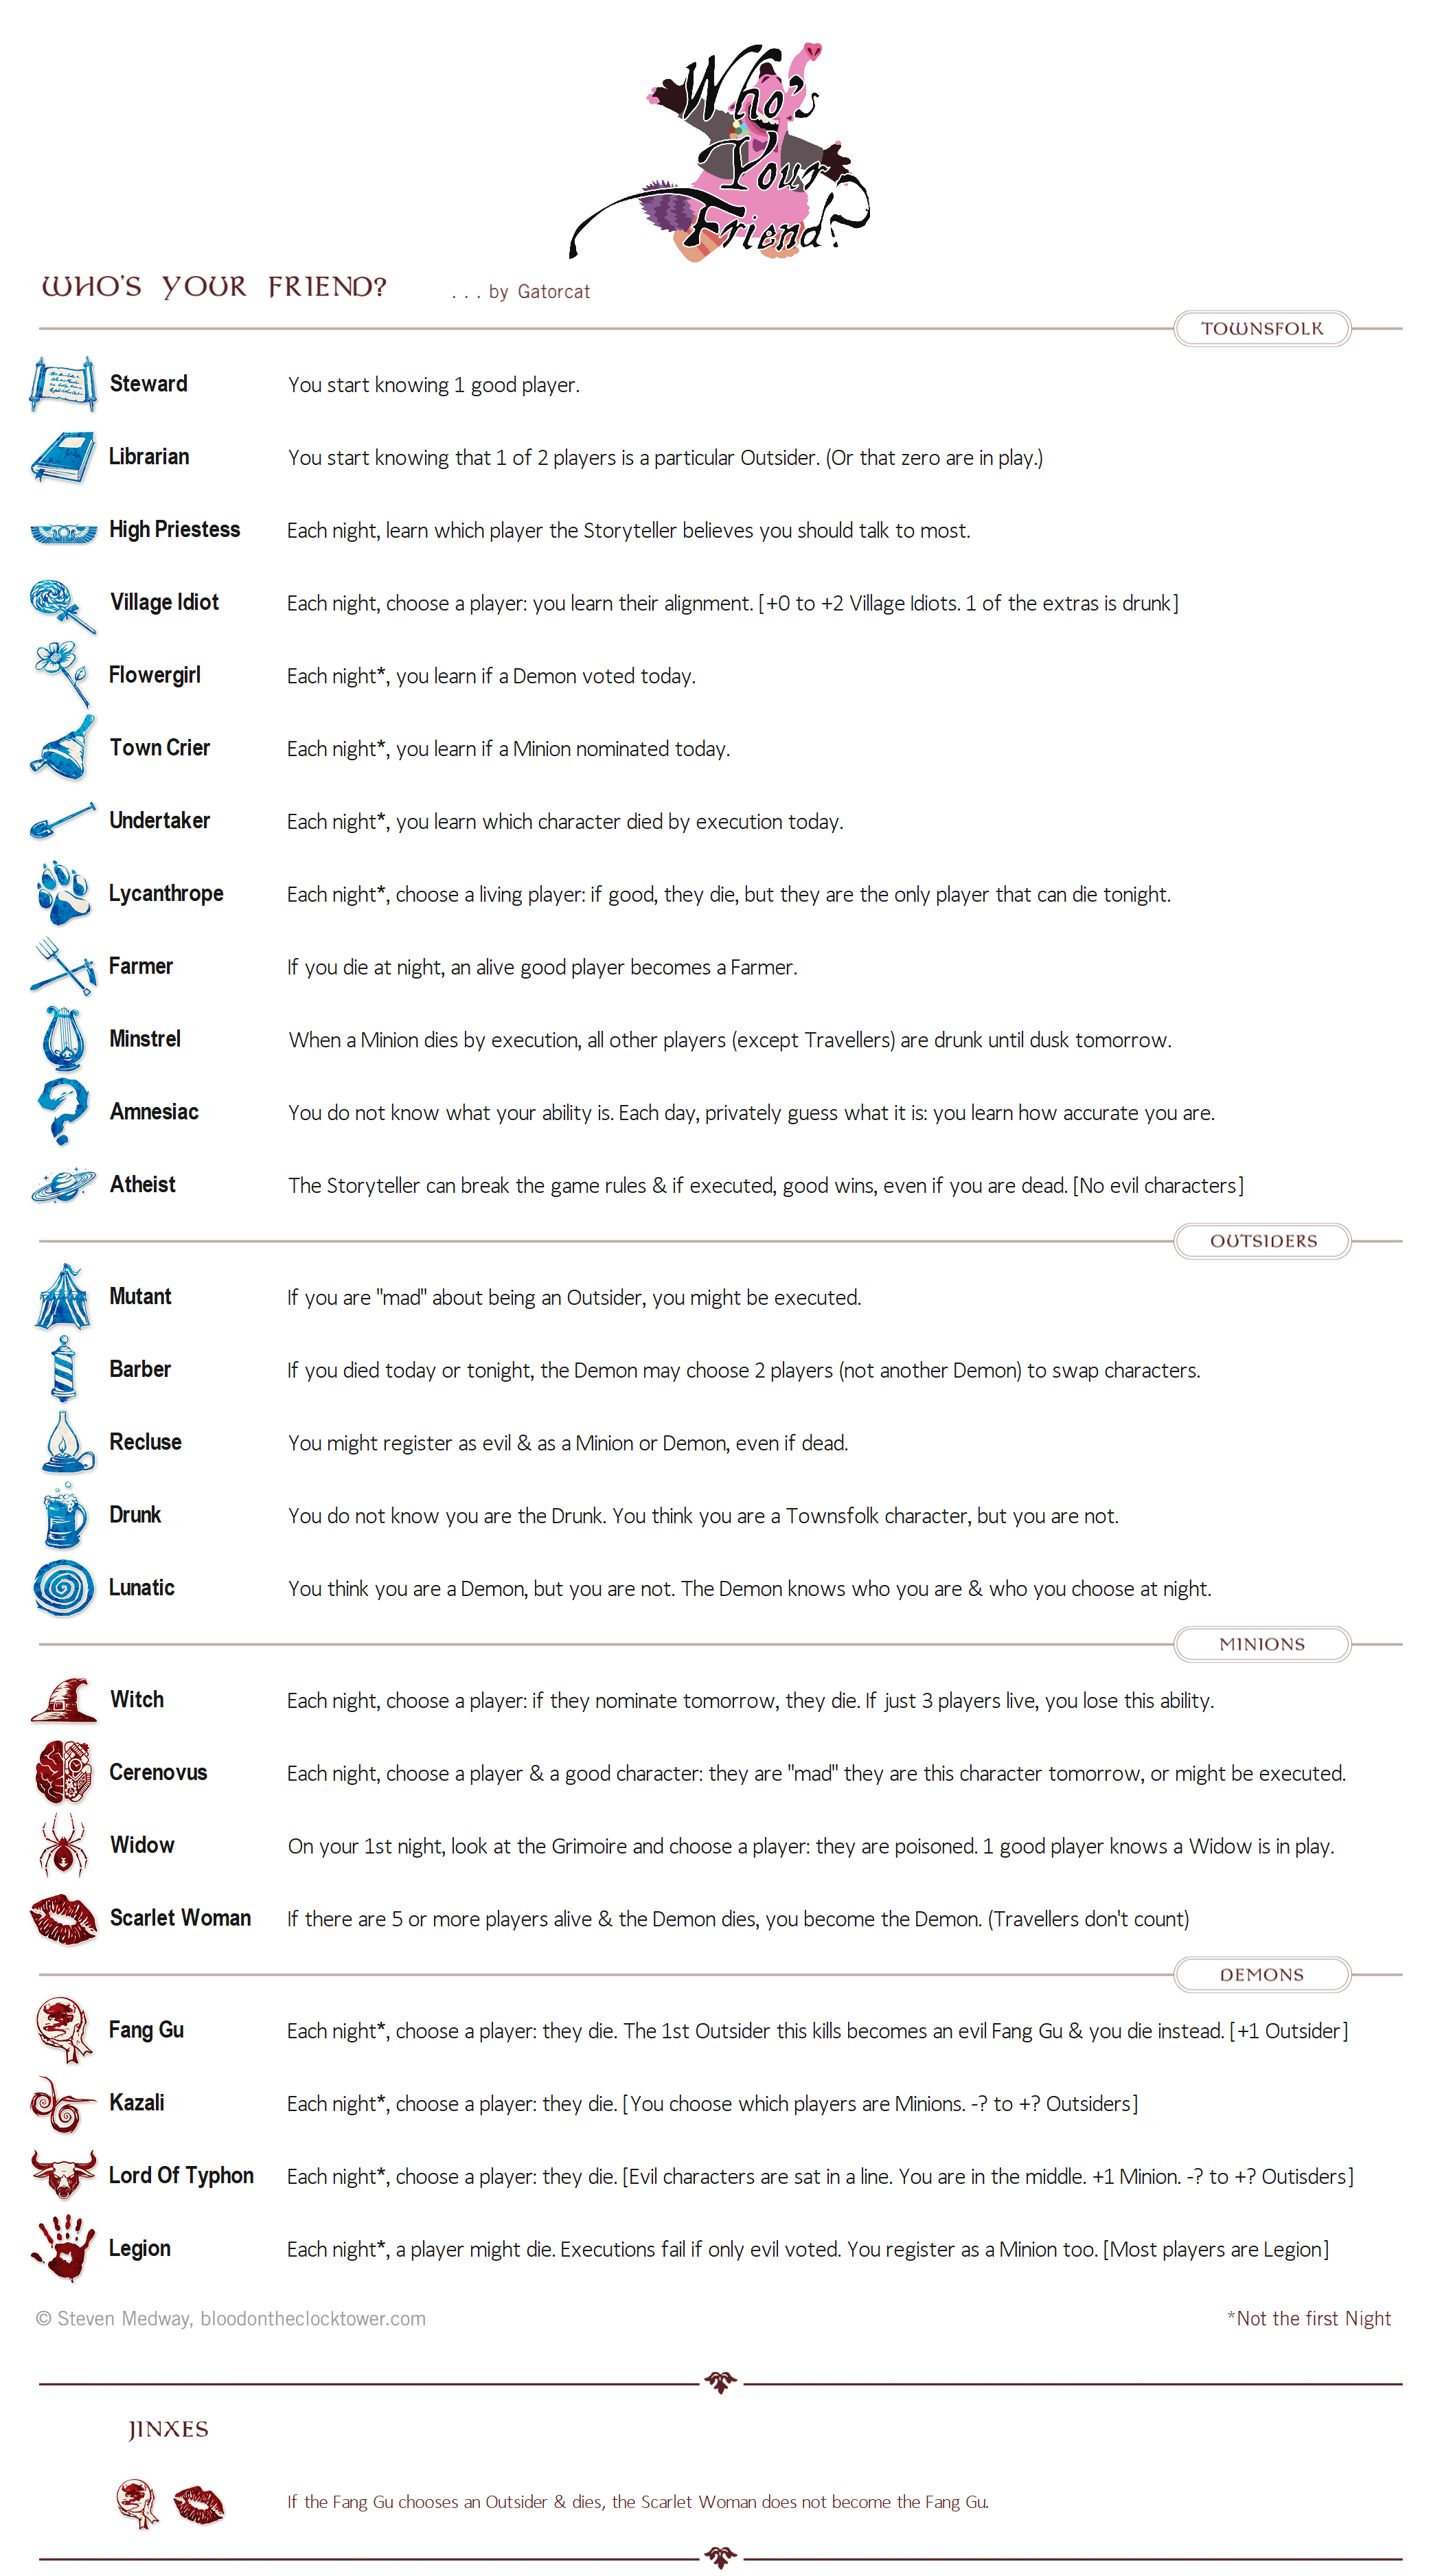 Who's
Your
Friend?
WHO'S YOUR FRIEND? . . . by Gatorcat
TOWNSFOLK
Steward You start knowing 1 good player.
Librarian You start knowing that 1 of 2 players is a particular Outsider. (Or that zero are in play.)
High Priestess Each night, learn which player the Storyteller believes you should talk to most.
Village Idiot Each night, choose a player: you learn their alignment. [+0 to +2 Village Idiots. 1 of the extras is drunk]
Flowergirl Each night*, you learn if a Demon voted today.
Town Crier Each night*, you learn if a Minion nominated today.
Undertaker Each night*, you learn which character died by execution today.
Lycanthrope Each night*, choose a living player: if good, they die, but they are the only player that can die tonight.
Farmer If you die at night, an alive good player becomes a Farmer.
Minstrel When a Minion dies by execution, all other players (except Travellers) are drunk until dusk tomorrow.
Amnesiac You do not know what your ability is. Each day, privately guess what it is: you learn how accurate you are.
Atheist The Storyteller can break the game rules & if executed, good wins, even if you are dead. [No evil characters]
OUTSIDERS
Mutant If you are "mad" about being an Outsider, you might be executed.
Barber If you died today or tonight, the Demon may choose 2 players (not another Demon) to swap characters.
Recluse You might register as evil & as a Minion or Demon, even if dead.
Drunk You do not know you are the Drunk. You think you are a Townsfolk character, but you are not.
Lunatic You think you are a Demon, but you are not. The Demon knows who you are & who you choose at night.
MINIONS
Witch Each night, choose a player: if they nominate tomorrow, they die. If just 3 players live, you lose this ability.
Cerenovus Each night, choose a player & a good character: they are "mad" they are this character tomorrow, or might be executed.
Widow On your 1st night, look at the Grimoire and choose a player: they are poisoned. 1 good player knows a Widow is in play.
Scarlet Woman If there are 5 or more players alive & the Demon dies, you become the Demon. (Travellers don't count)
DEMONS
Fang Gu Each night*, choose a player: they die. The 1st Outsider this kills becomes an evil Fang Gu & you die instead. [+1 Outsider]
Kazali Each night*, choose a player: they die. [You choose which players are Minions. -? to +? Outsiders]
Lord Of Typhon Each night*, choose a player: they die. [Evil characters are sat in a line. You are in the middle. +1 Minion. -? to +? Outisders]
Legion Each night*, a player might die. Executions fail if only evil voted. You register as a Minion too. [Most players are Legion]
© Steven Medway, bloodontheclocktower.com *Not the first Night
JINXES
If the Fang Gu chooses an Outsider & dies, the Scarlet Woman does not become the Fang Gu.